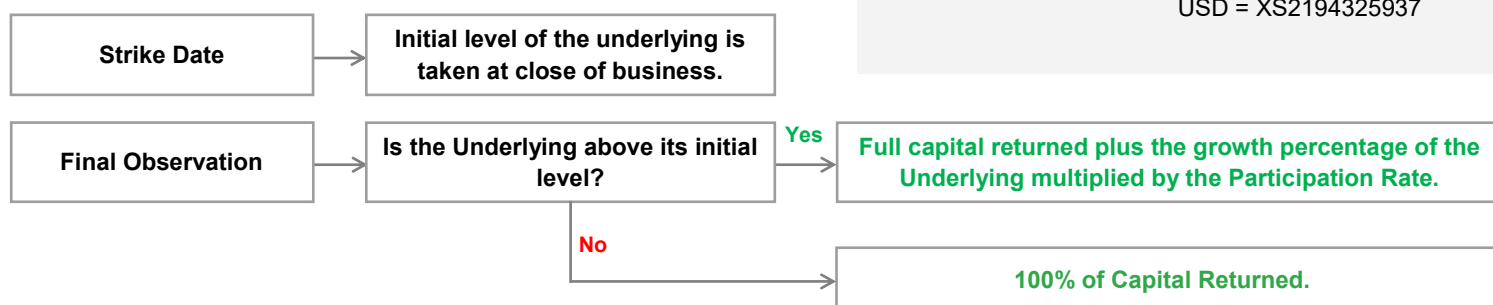 USD = XS2194325937
Strike Date
Initial level of the underlying is
taken at close of business.
Final Observation
Is the Underlying above its initial
level?
Yes
Full capital returned plus the growth percentage of the
Underlying multiplied by the Participation Rate.
No
100% of Capital Returned.